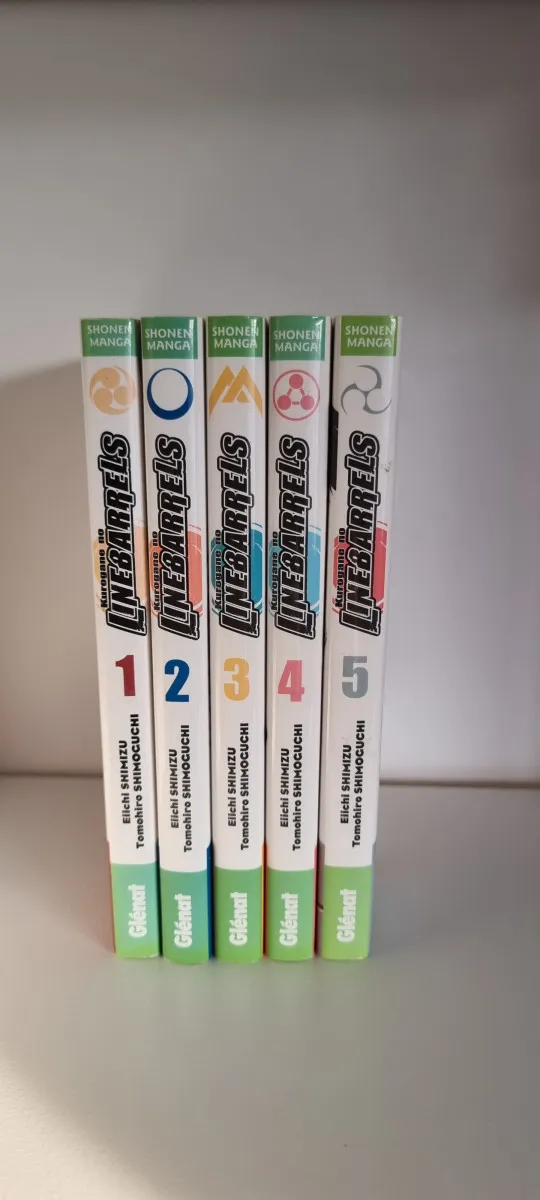 SHONEN
MANGA
Kurogane no
LINEBARRELS
1
Eiichi SHIMIZU
Tomohiro SHIMOGUCHI
Glénat
SHONEN
MANGA
Kurogane no
LINEBARRELS
2
Eiichi SHIMIZU
Tomohiro SHIMOGUCHI
Glénat
SHONEN
MANGA
Kurogane no
LINEBARRELS
3
Eiichi SHIMIZU
Tomohiro SHIMOGUCHI
Glénat
SHONEN
MANGA
Kurogane no
LINEBARRELS
4
Eiichi SHIMIZU
Tomohiro SHIMOGUCHI
Glénat
SHONEN
MANGA
Kurogane no
LINEBARRELS
5
Eiichi SHIMIZU
Tomohiro SHIMOGUCHI
Glénat